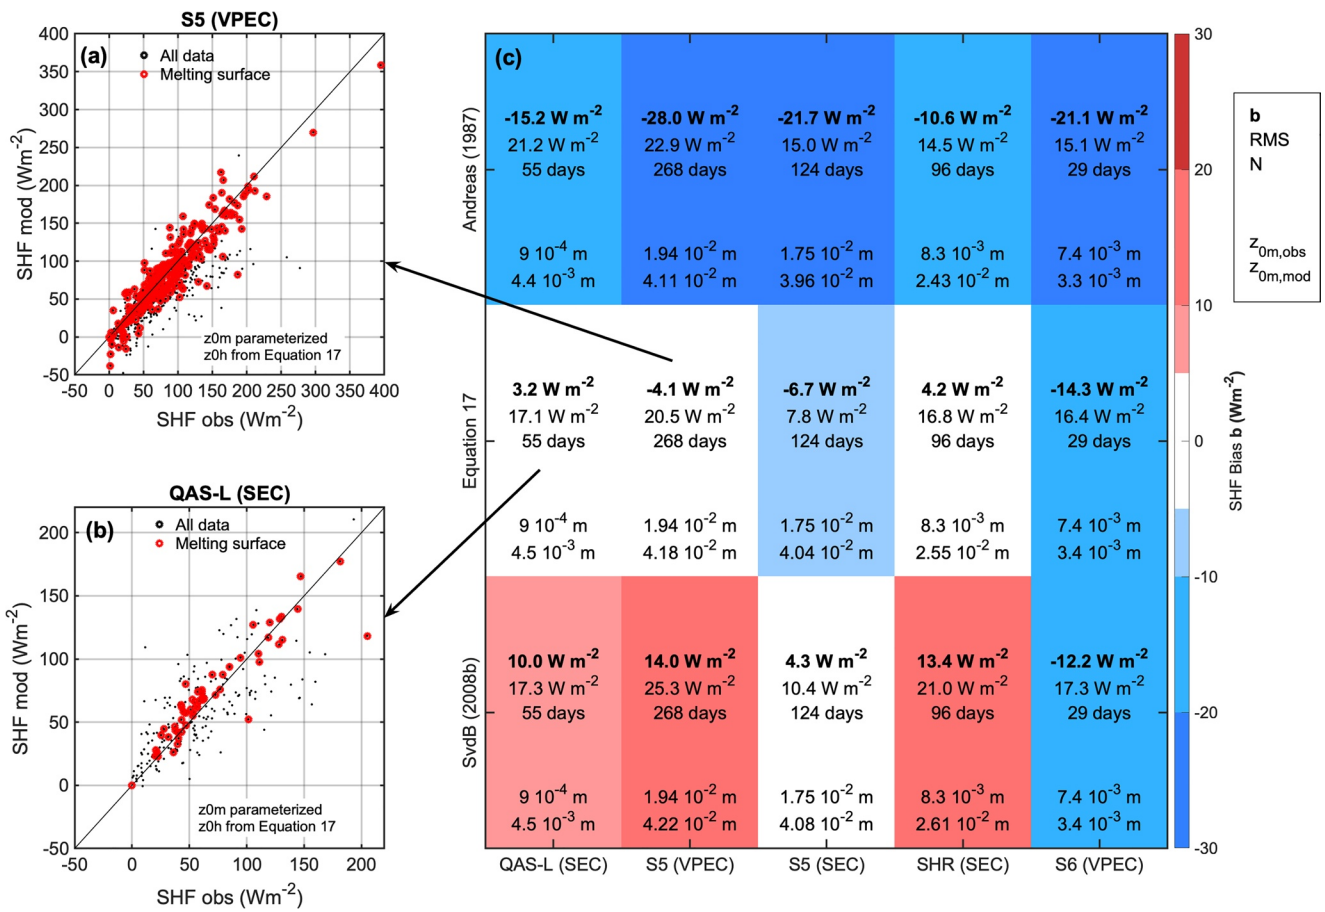 S5 (VPEC)
(a)
All data
Melting surface
SHF mod (Wm-2)
400
350
300
250
200
150
100
50
0
-50
z0m parameterized
z0h from Equation 17
-50 0 50 100 150 200 250 300 350 400
SHF obs (Wm-2)
QAS-L (SEC)
(b)
All data
Melting surface
SHF mod (Wm-2)
200
150
100
50
0
-50
z0m parameterized
z0h from Equation 17
-50 0 50 100 150 200
SHF obs (Wm-2)
(c)
Andreas (1987)
-15.2 W m-2 -28.0 W m-2 -21.7 W m-2 -10.6 W m-2 -21.1 W m-2
21.2 W m-2 22.9 W m-2 15.0 W m-2 14.5 W m-2 15.1 W m-2
55 days 268 days 124 days 96 days 29 days
9 10-4 m 1.94 10-2 m 1.75 10-2 m 8.3 10-3 m 7.4 10-3 m
4.4 10-3 m 4.11 10-2 m 3.96 10-2 m 2.43 10-2 m 3.3 10-3 m
Equation 17
3.2 W m-2 -4.1 W m-2 -6.7 W m-2 4.2 W m-2 -14.3 W m-2
17.1 W m-2 20.5 W m-2 7.8 W m-2 16.8 W m-2 16.4 W m-2
55 days 268 days 124 days 96 days 29 days
9 10-4 m 1.94 10-2 m 1.75 10-2 m 8.3 10-3 m 7.4 10-3 m
4.5 10-3 m 4.18 10-2 m 4.04 10-2 m 2.55 10-2 m 3.4 10-3 m
SvdB (2008b)
10.0 W m-2 14.0 W m-2 4.3 W m-2 13.4 W m-2 -12.2 W m-2
17.3 W m-2 25.3 W m-2 10.4 W m-2 21.0 W m-2 17.3 W m-2
55 days 268 days 124 days 96 days 29 days
9 10-4 m 1.94 10-2 m 1.75 10-2 m 8.3 10-3 m 7.4 10-3 m
4.5 10-3 m 4.22 10-2 m 4.08 10-2 m 2.61 10-2 m 3.4 10-3 m
QAS-L (SEC) S5 (VPEC) S5 (SEC) SHR (SEC) S6 (VPEC)
30
20
10
0
-10
-20
-30
SHF Bias b (Wm-2)
b
RMS
N
z0m,obs
z0m,mod